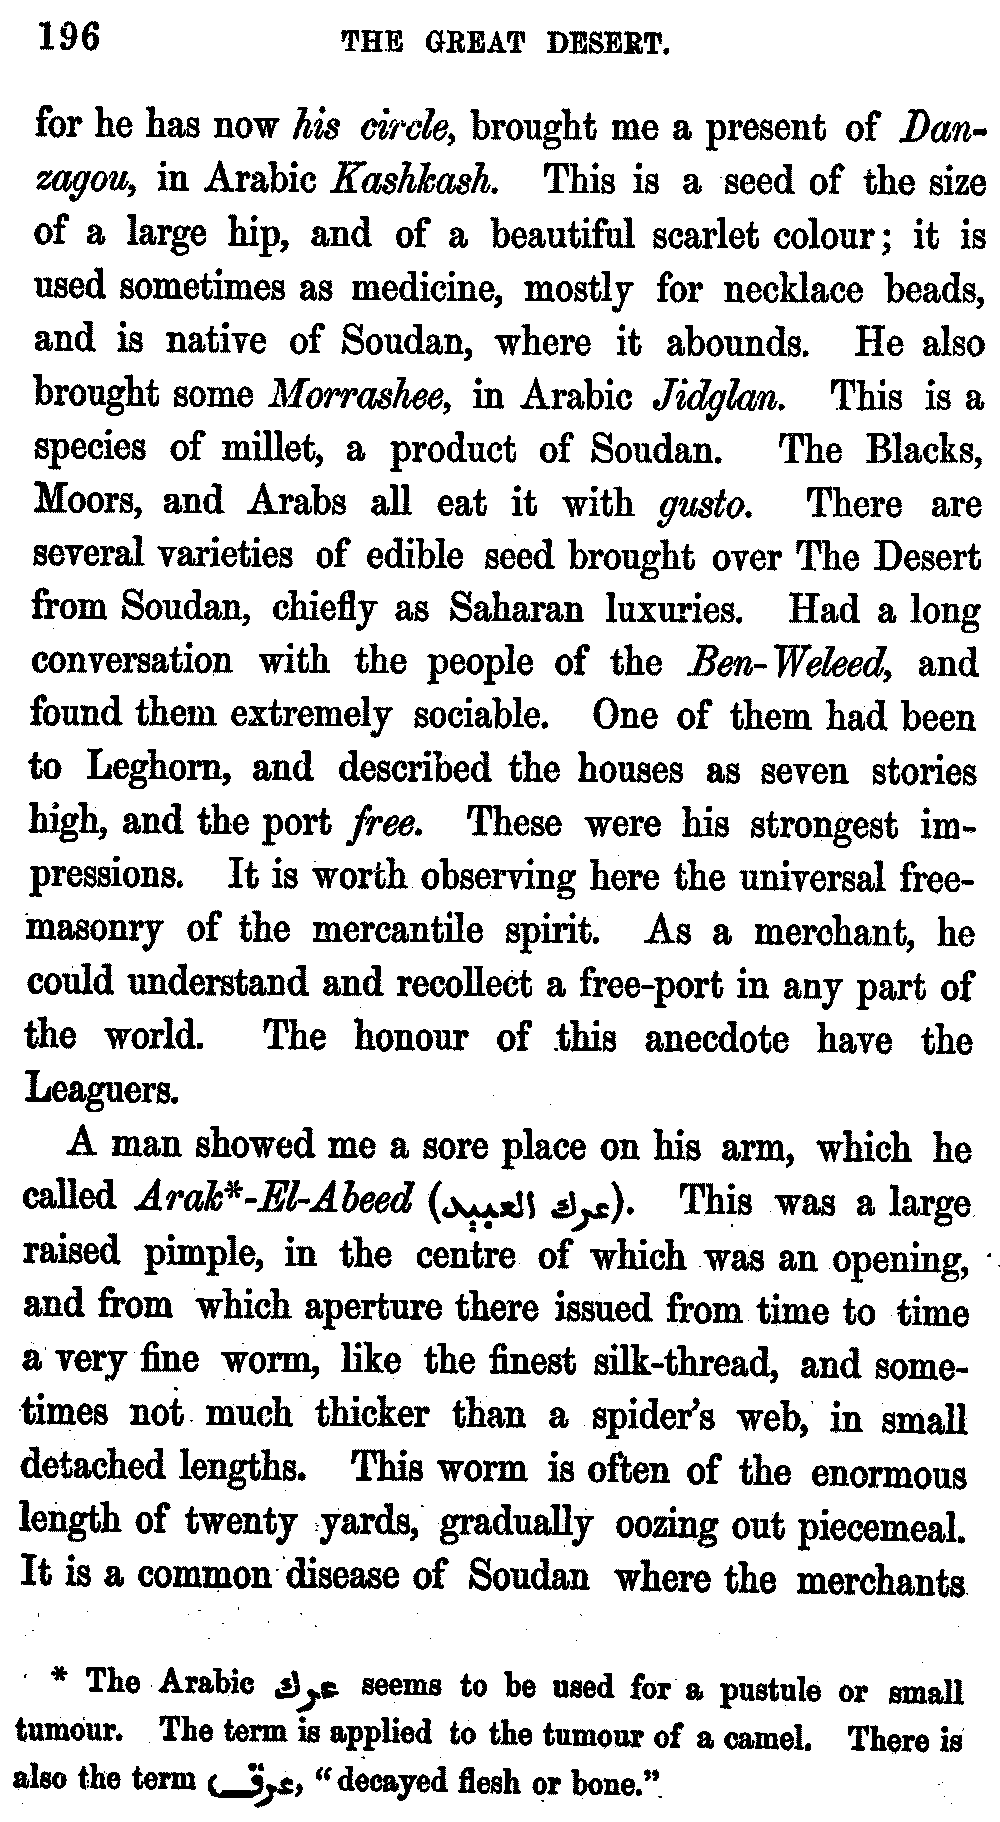 196 THE GREAT DESERT.
for he has now his circle, brought me a present of Dan-
zagou, in Arabic Kashkash. This is a seed of the size
of a large hip, and of a beautiful scarlet colour; it is
used sometimes as medicine, mostly for necklace beads,
and is native of Soudan, where it abounds. He also
brought some Morrashee, in Arabic Jidglan. This is a
species of millet, a product of Soudan. The Blacks,
Moors, and Arabs all eat it with gusto. There are
several varieties of edible seed brought over The Desert
from Soudan, chiefly as Saharan luxuries. Had a long
conversation with the people of the Ben-Weleed, and
found them extremely sociable. One of them had been
to Leghorn, and described the houses as seven stories
high, and the port free. These were his strongest im-
pressions. It is worth observing here the universal free-
masonry of the mercantile spirit. As a merchant, he
could understand and recollect a free-port in any part of
the world. The honour of this anecdote have the
Leaguers.
A man showed me a sore place on his arm, which he
called Arak*-El-Abeed (عرك العبيد). This was a large
raised pimple, in the centre of which was an opening,
and from which aperture there issued from time to time
a very fine worm, like the finest silk-thread, and some-
times not much thicker than a spider's web, in small
detached lengths. This worm is often of the enormous
length of twenty yards, gradually oozing out piecemeal.
It is a common disease of Soudan where the merchants
* The Arabic عرك seems to be used for a pustule or small
tumour. The term is applied to the tumour of a camel. There is
also the term عرق, "decayed flesh or bone."